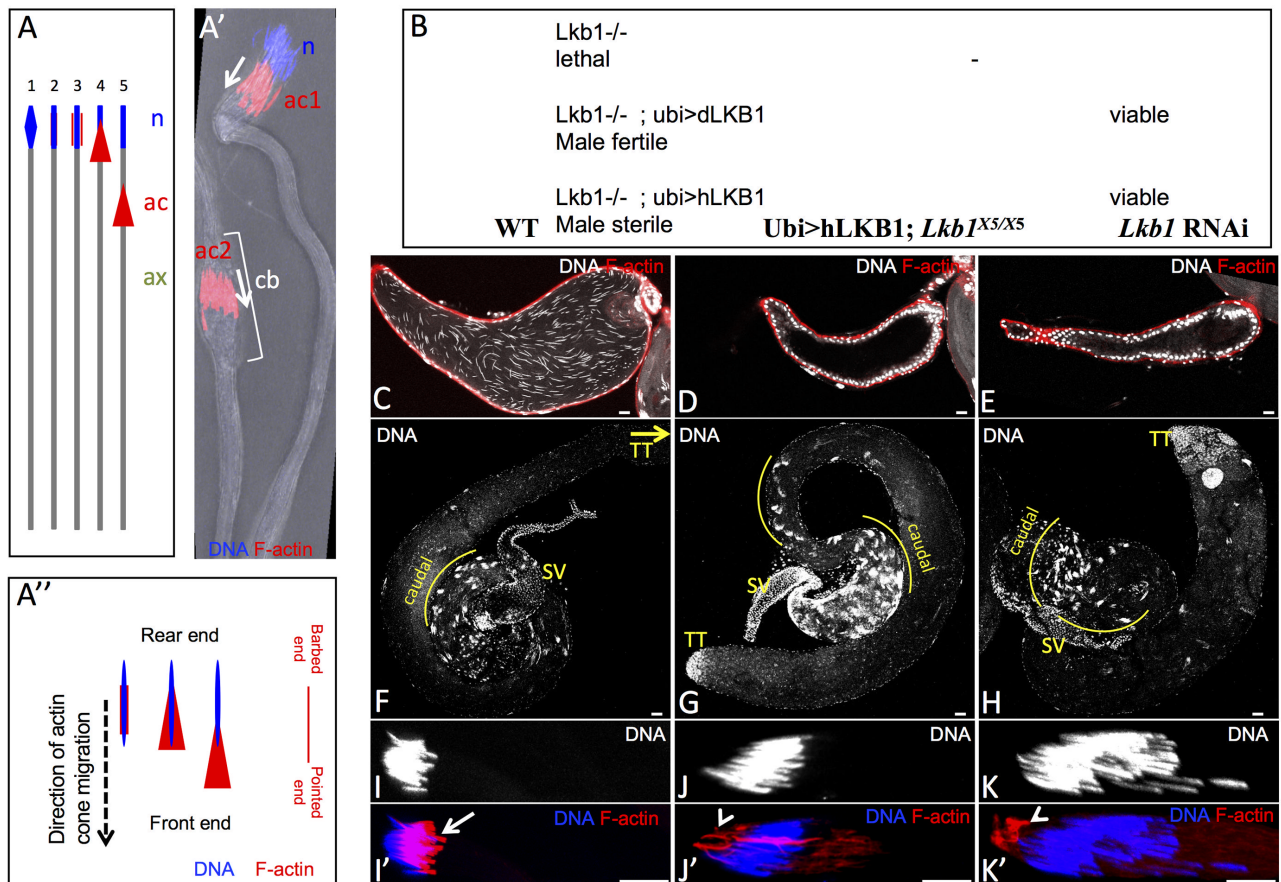 A
1 2 3 4 5
n
ac
ax
A'
n
ac1
ac2
cb
DNA F-actin
B
Lkb1-/-
lethal
-
Lkb1-/- ; ubi>dLKB1 viable
Male fertile
Lkb1-/- ; ubi>hLKB1 viable
Male sterile
WT Ubi>hLKB1; Lkb1X5/X5 Lkb1 RNAi
DNA F-actin
C
DNA F-actin
D
DNA F-actin
E
DNA
TT
caudal
SV
F
DNA
caudal
SV
TT
G
DNA
TT
caudal
SV
H
A''
Rear end
Barbed end
Direction of actin cone migration
Pointed end
Front end
DNA F-actin
DNA
I
DNA
J
DNA
K
DNA F-actin
I'
DNA F-actin
J'
DNA F-actin
K'